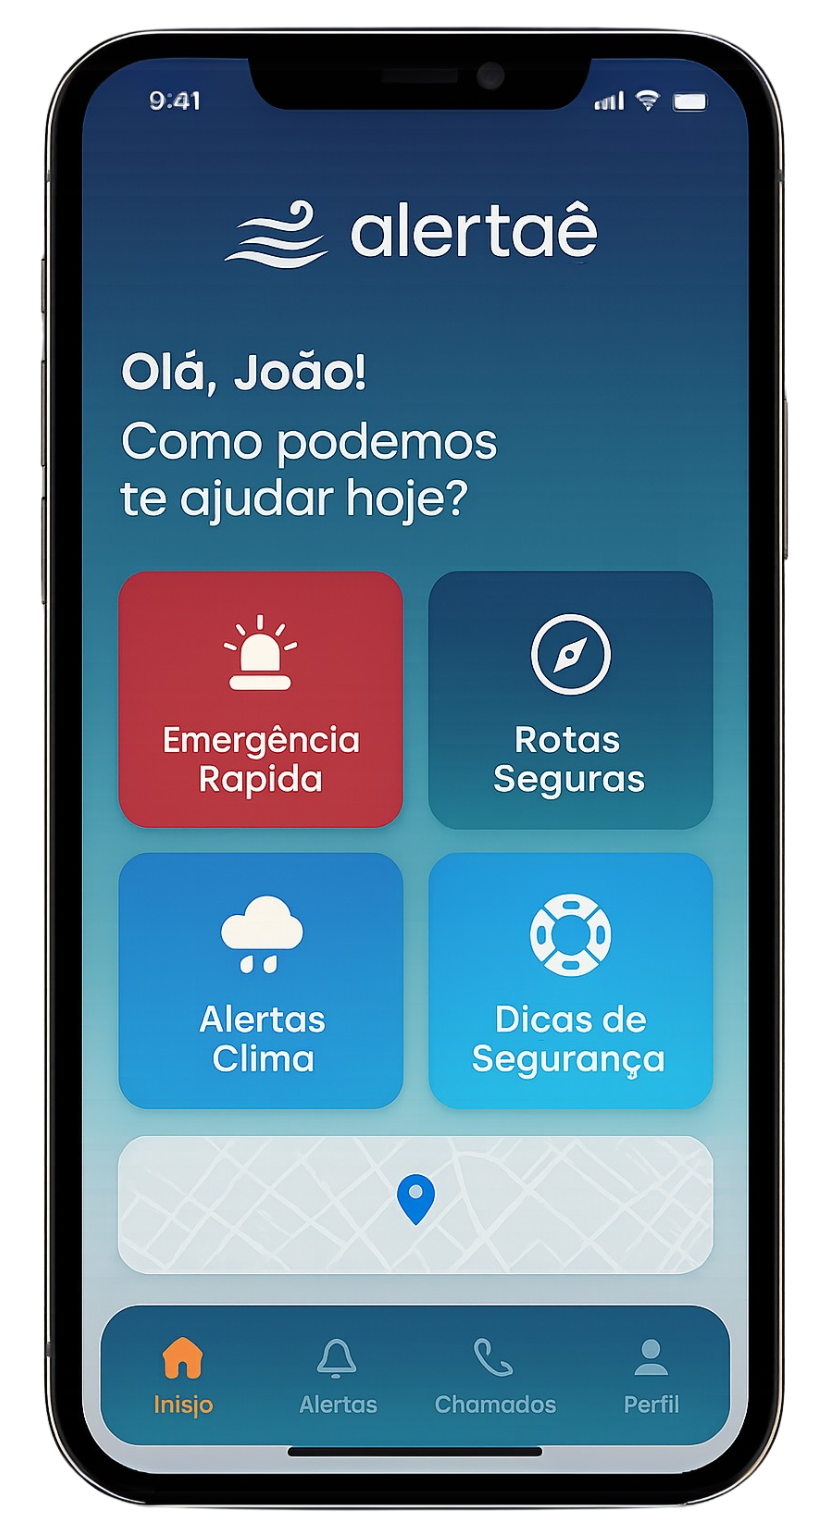 9:41
alertaê
Olá, João!
Como podemos
te ajudar hoje?
Emergência
Rapida
Rotas
Seguras
Alertas
Clima
Dicas de
Segurança
Inisjo
Alertas
Chamados
Perfil